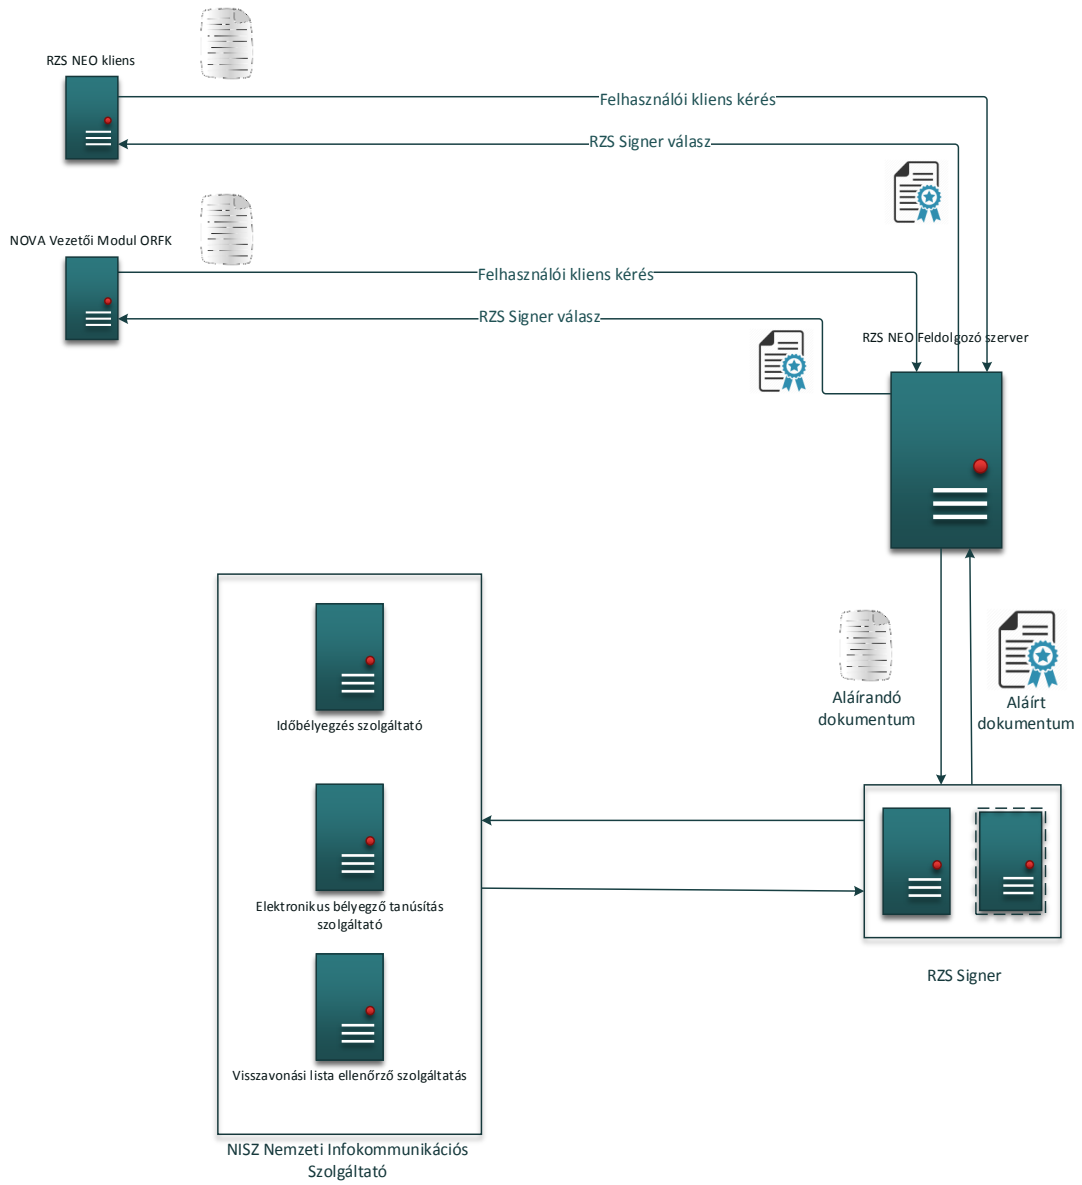 RZS NEO kliens
Felhasználói kliens kérés
RZS Signer válasz
NOVA Vezetői Modul ORFK
Felhasználói kliens kérés
RZS Signer válasz
RZS NEO Feldolgozó szerver
Aláírandó
dokumentum
Aláírt
dokumentum
Időbélyegzés szolgáltató
Elektronikus bélyegző tanúsítás
szolgáltató
RZS Signer
Visszavonási lista ellenőrző szolgáltatás
NISZ Nemzeti Infokommunikációs
Szolgáltató